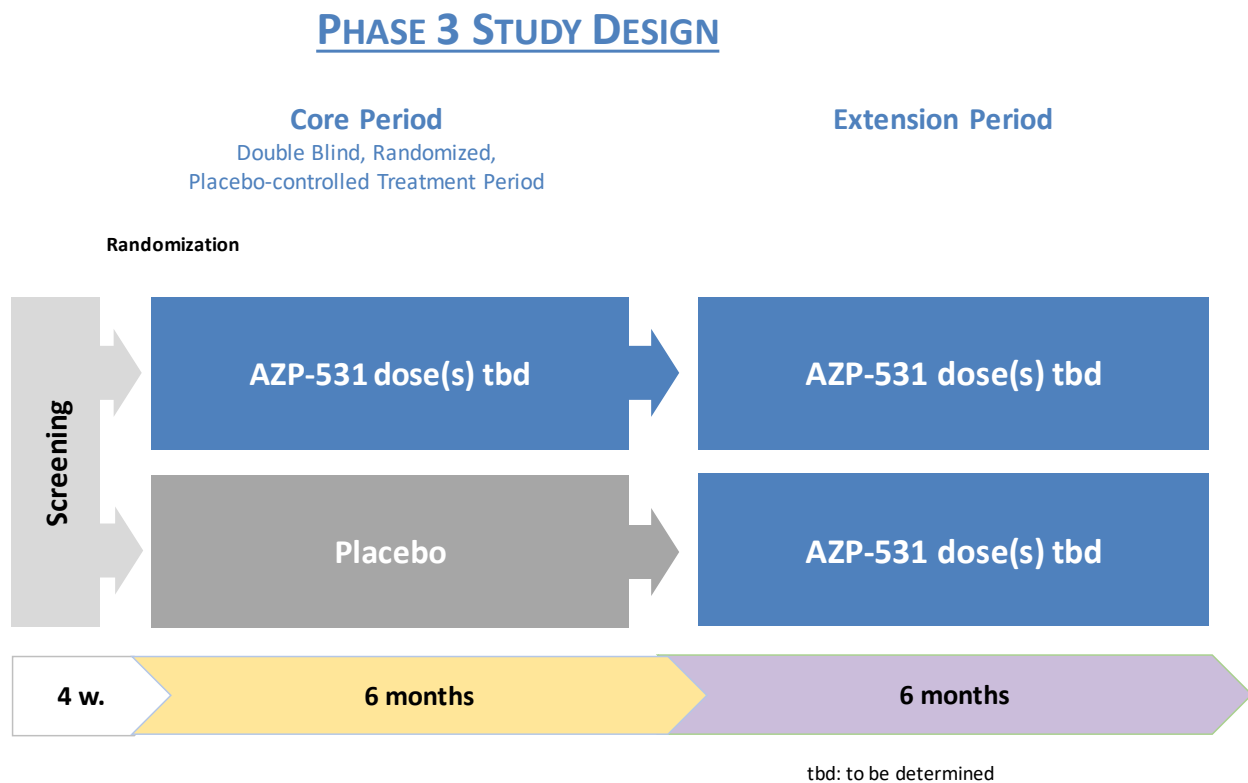 PHASE 3 STUDY DESIGN
Core Period
Double Blind, Randomized,
Placebo-controlled Treatment Period
Extension Period
Randomization
Screening
AZP-531 dose(s) tbd
AZP-531 dose(s) tbd
Placebo
AZP-531 dose(s) tbd
4 w.
6 months
6 months
tbd: to be determined